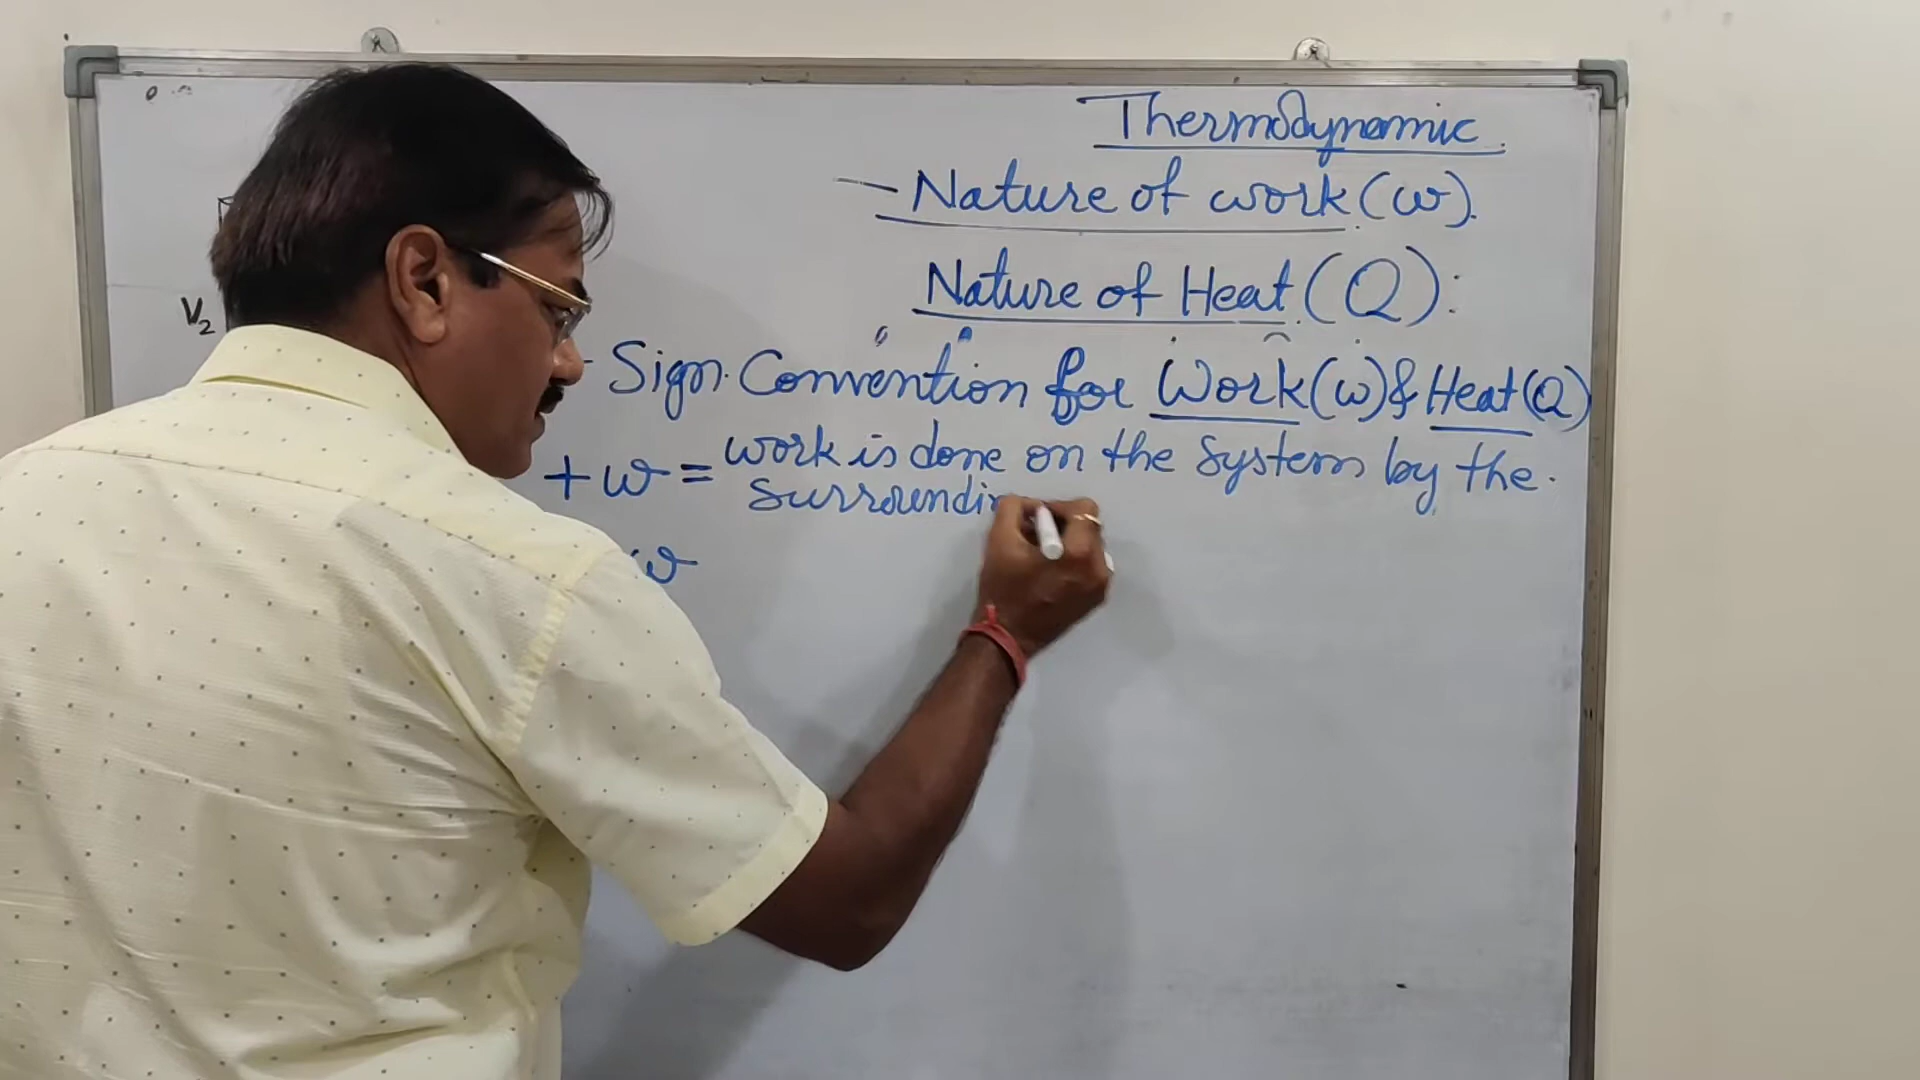 Thermodynamic.
- Nature of work (w).
Nature of Heat (Q):
- Sign Convention for Work (w) & Heat (Q)
V2
+ w = work is done on the System by the.
Surroundin
w